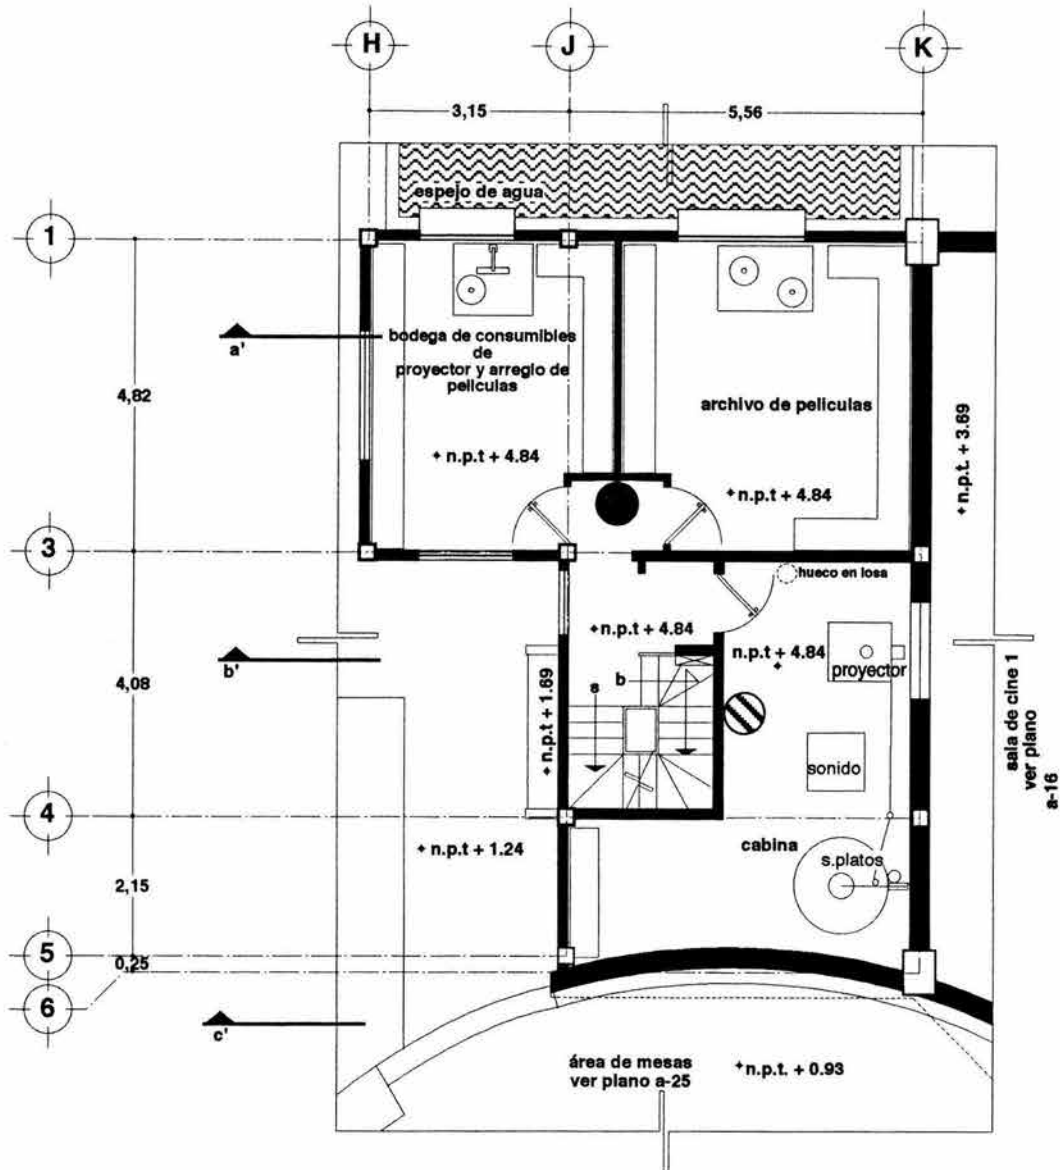 H
J
K
3,15
5,56
espejo de agua
1
a'
bodega de consumibles
de
proyector y arreglo de
peliculas
4,82
archivo de peliculas
+ n.p.t. + 3.69
+ n.p.t + 4.84
+ n.p.t + 4.84
3
hueco en losa
+ n.p.t + 4.84
n.p.t + 4.84
+
proyector
b'
4,08
s
b
+ n.p.t + 1.69
sala de cine 1
ver plano
a-16
sonido
4
+ n.p.t + 1.24
cabina
s.platos
2,15
5
0,25
6
c'
área de mesas
ver plano a-25
+n.p.t. + 0.93